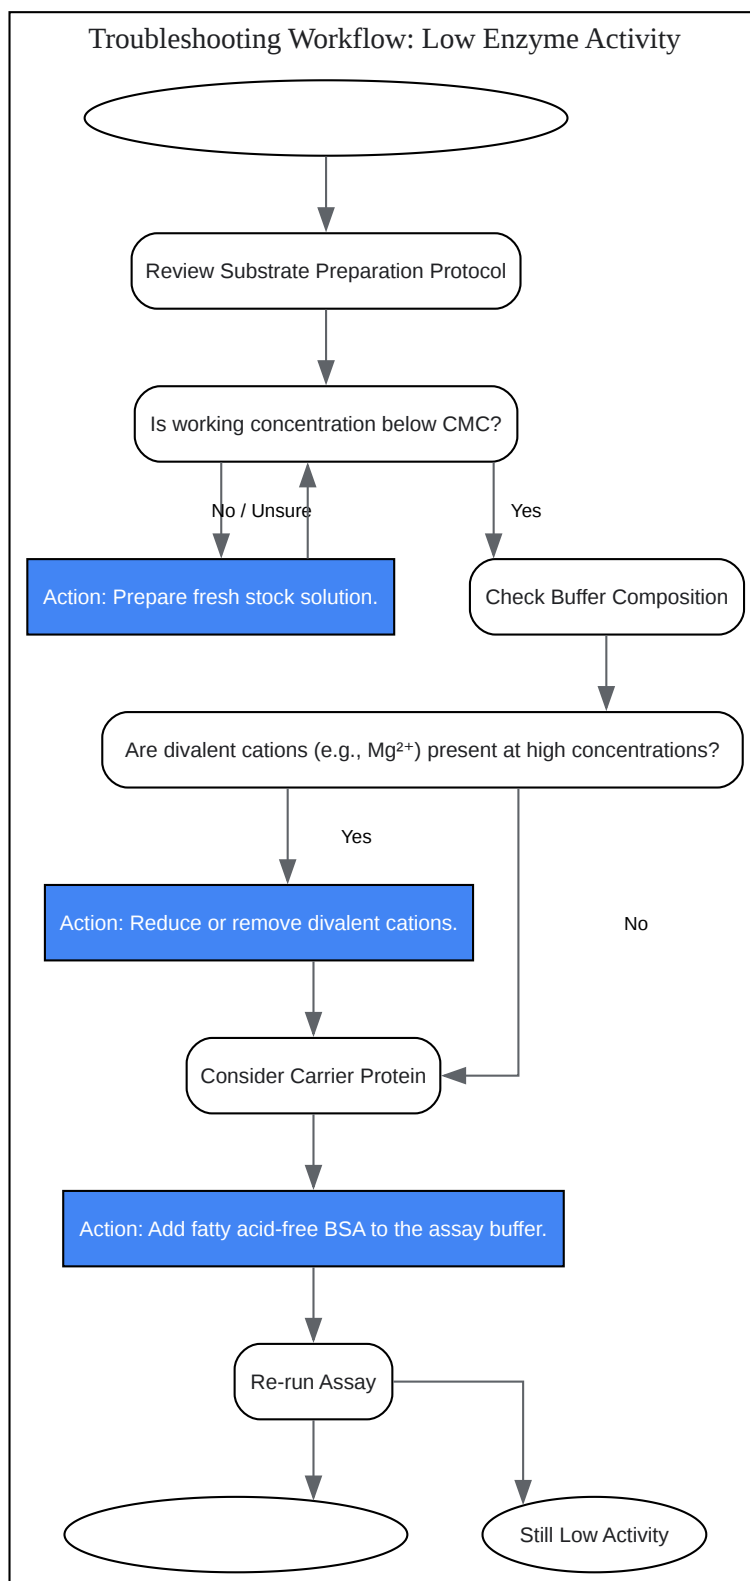 Troubleshooting Workflow: Low Enzyme Activity
Review Substrate Preparation Protocol
Is working concentration below CMC?
No / Unsure
Yes
Action: Prepare fresh stock solution.
Check Buffer Composition
Are divalent cations (e.g., Mg²⁺) present at high concentrations?
Yes
Action: Reduce or remove divalent cations.
No
Consider Carrier Protein
Action: Add fatty acid-free BSA to the assay buffer.
Re-run Assay
Still Low Activity